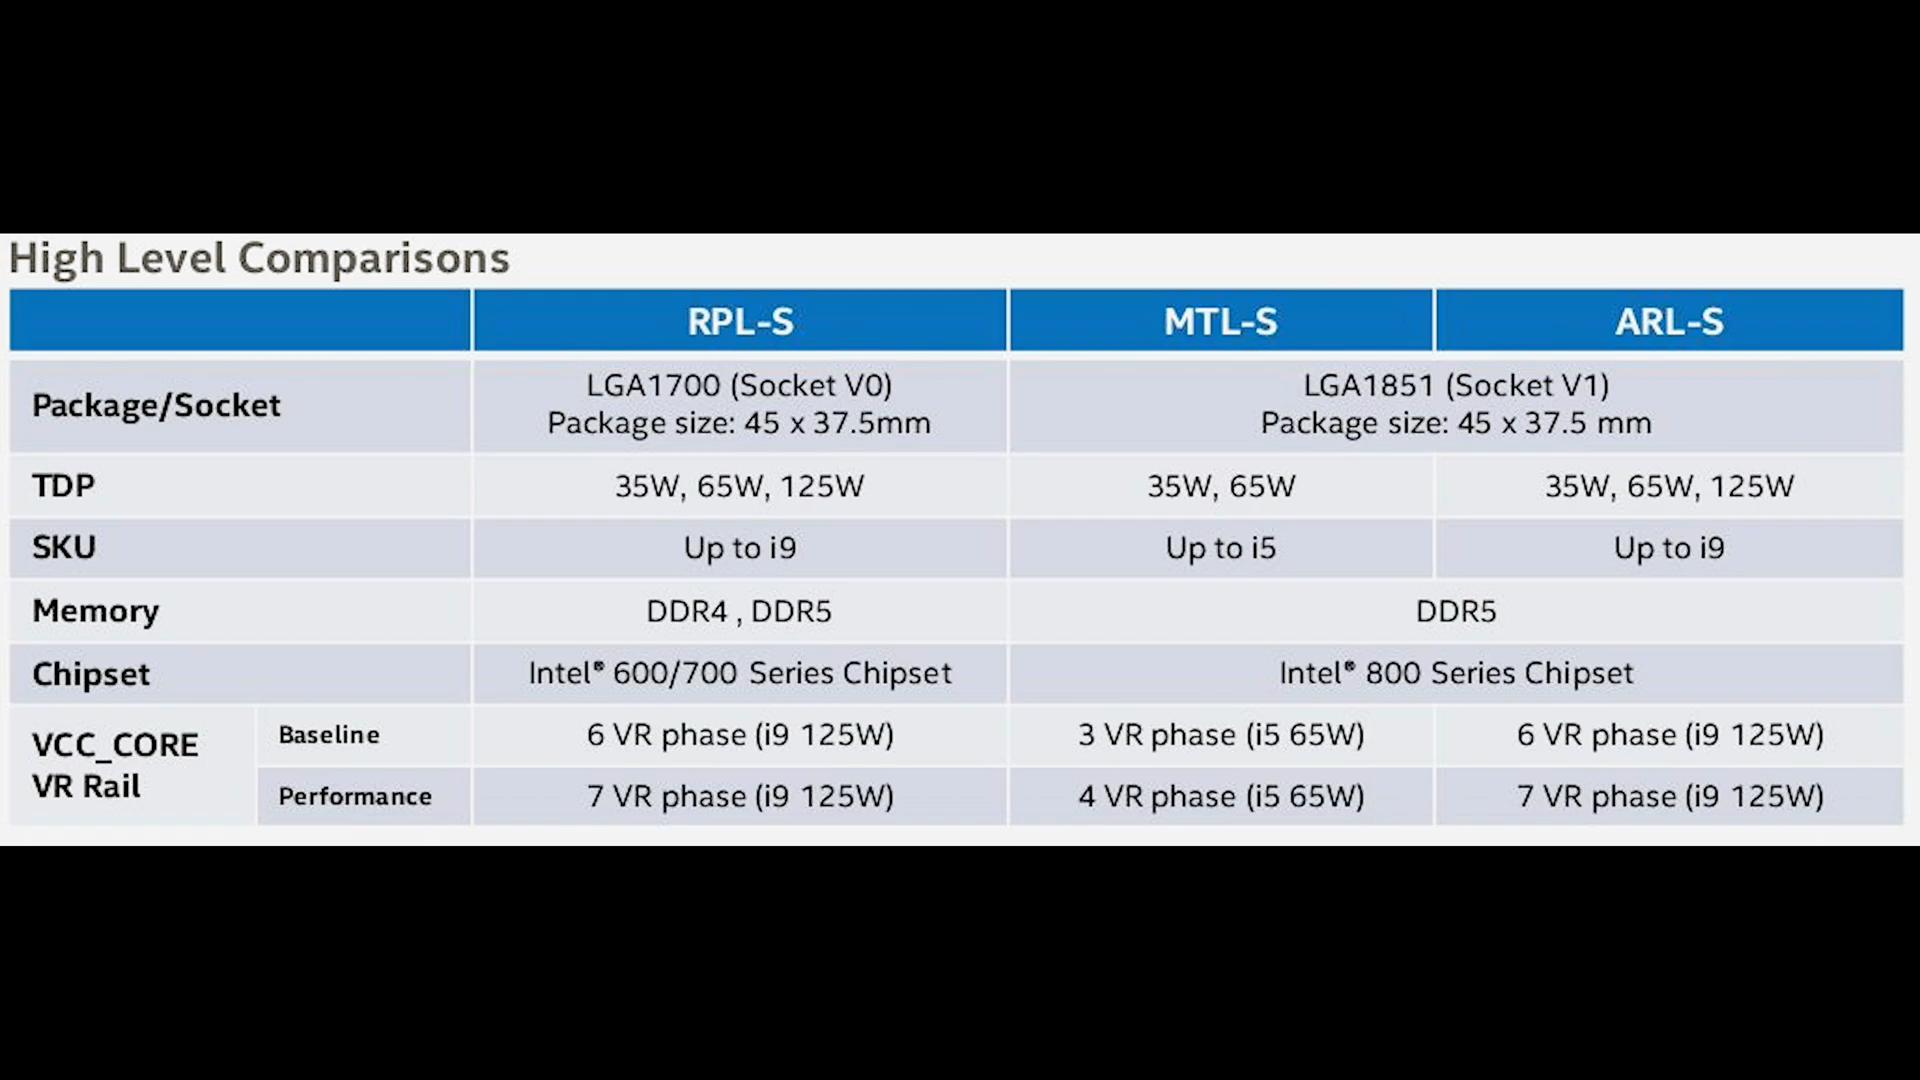 High Level Comparisons
RPL-S MTL-S ARL-S
Package/Socket
LGA1700 (Socket V0)
Package size: 45 x 37.5mm
LGA1851 (Socket V1)
Package size: 45 x 37.5 mm
TDP 35W, 65W, 125W 35W, 65W 35W, 65W, 125W
SKU Up to i9 Up to i5 Up to i9
Memory DDR4 , DDR5 DDR5
Chipset Intel® 600/700 Series Chipset Intel® 800 Series Chipset
VCC_CORE
VR Rail
Baseline 6 VR phase (i9 125W) 3 VR phase (i5 65W) 6 VR phase (i9 125W)
Performance 7 VR phase (i9 125W) 4 VR phase (i5 65W) 7 VR phase (i9 125W)